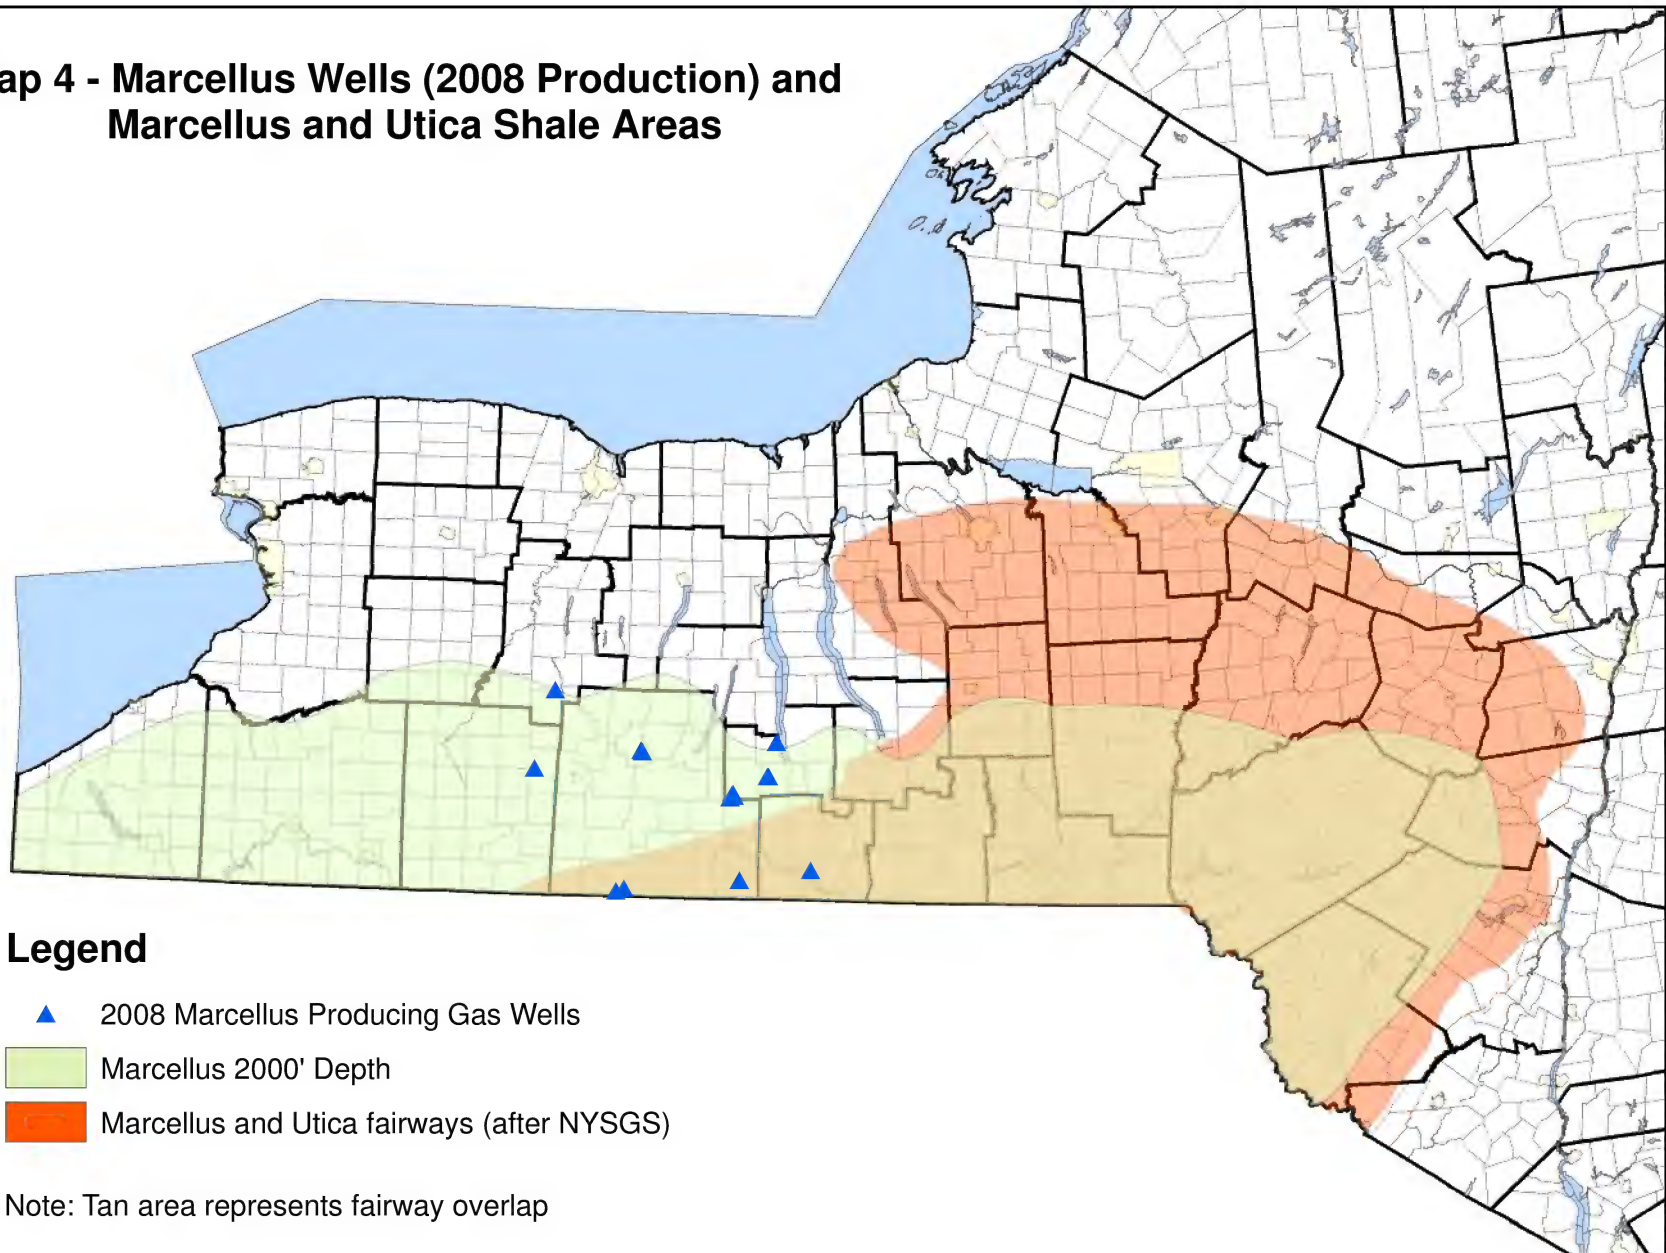 ap 4 - Marcellus Wells (2008 Production) and
Marcellus and Utica Shale Areas
Legend
2008 Marcellus Producing Gas Wells
Marcellus 2000' Depth
Marcellus and Utica fairways (after NYSGS)
Note: Tan area represents fairway overlap